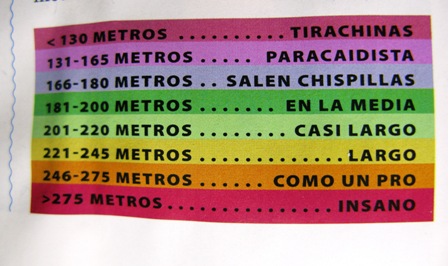 < 130 METROS ......... TIRACHINAS
131-165 METROS ..... PARACAIDISTA
166-180 METROS .. SALEN CHISPILLAS
181-200 METROS ....... EN LA MEDIA
201-220 METROS ........ CASI LARGO
221-245 METROS .............. LARGO
246-275 METROS ...... COMO UN PRO
>275 METROS ................ INSANO